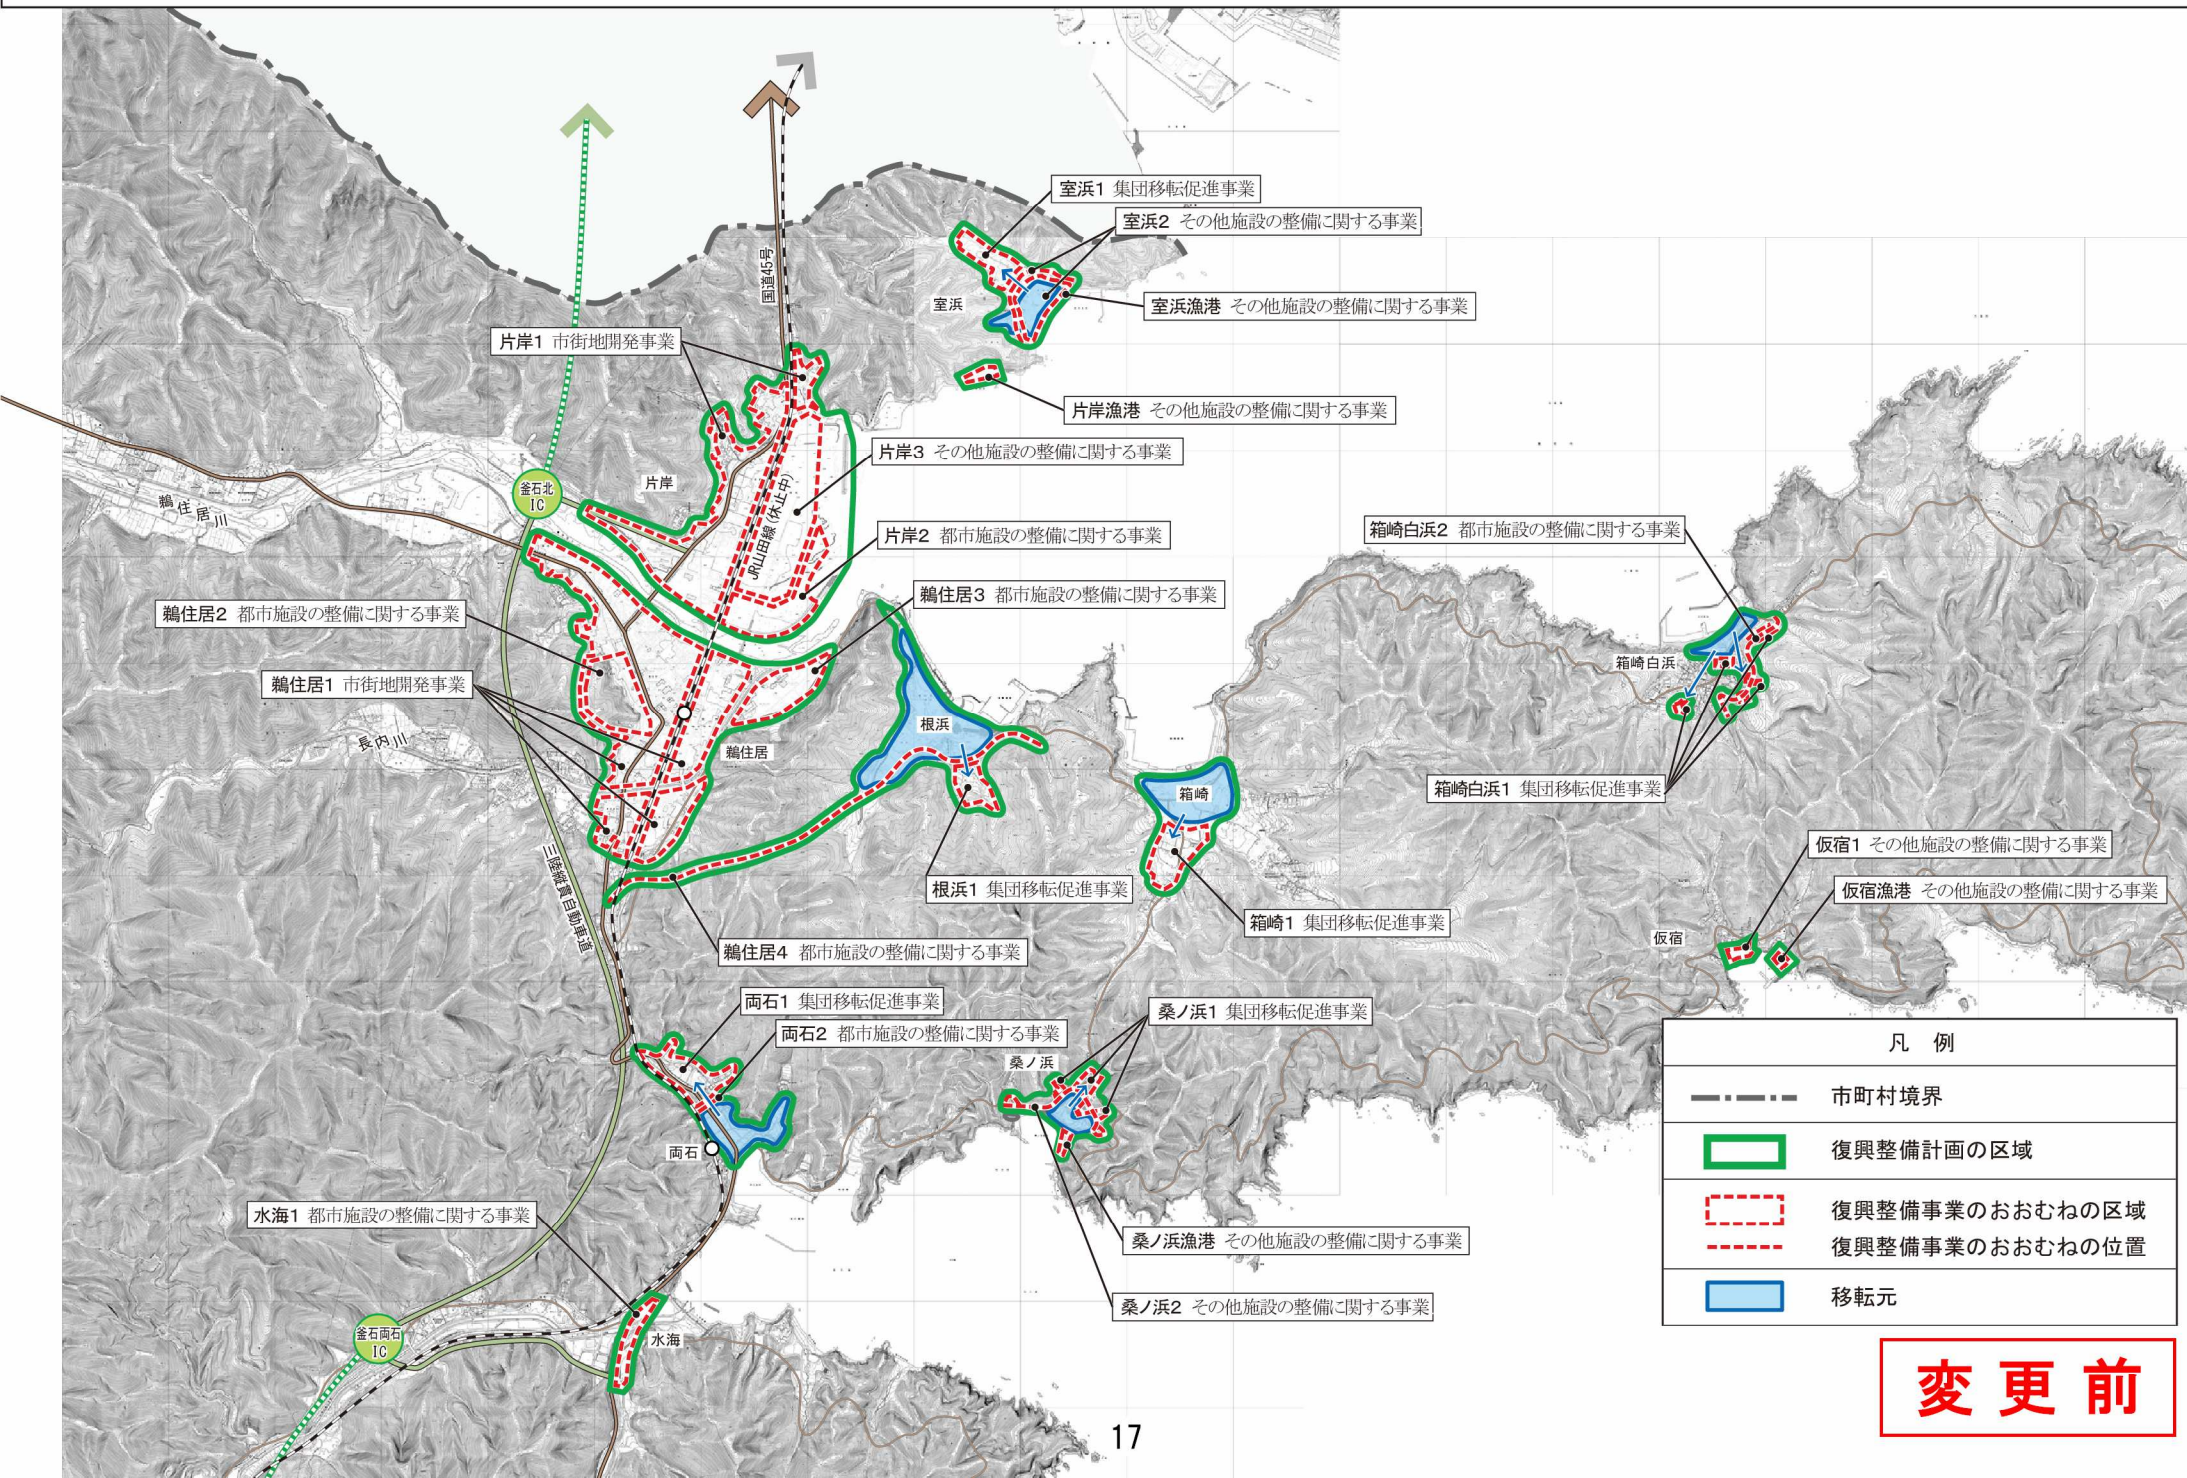 室浜1 集団移転促進事業
室浜2 その他施設の整備に関する事業
国道45号
室浜
室浜漁港 その他施設の整備に関する事業
片岸1 市街地開発事業
片岸漁港 その他施設の整備に関する事業
片岸3 その他施設の整備に関する事業
片岸
釜石北
IC
鵜住居川
JR山田線(休止中)
片岸2 都市施設の整備に関する事業
箱崎白浜2 都市施設の整備に関する事業
鵜住居3 都市施設の整備に関する事業
鵜住居2 都市施設の整備に関する事業
箱崎白浜
鵜住居1 市街地開発事業
根浜
長内川
鵜住居
箱崎
箱崎白浜1 集団移転促進事業
仮宿1 その他施設の整備に関する事業
三陸縦貫自動車道
根浜1 集団移転促進事業
仮宿漁港 その他施設の整備に関する事業
箱崎1 集団移転促進事業
仮宿
鵜住居4 都市施設の整備に関する事業
両石1 集団移転促進事業
桑ノ浜1 集団移転促進事業
両石2 都市施設の整備に関する事業
桑ノ浜
両石
水海1 都市施設の整備に関する事業
桑ノ浜漁港 その他施設の整備に関する事業
桑ノ浜2 その他施設の整備に関する事業
釜石両石
IC
水海
凡 例
市町村境界
復興整備計画の区域
復興整備事業のおおむねの区域
復興整備事業のおおむねの位置
移転元
変更前
17